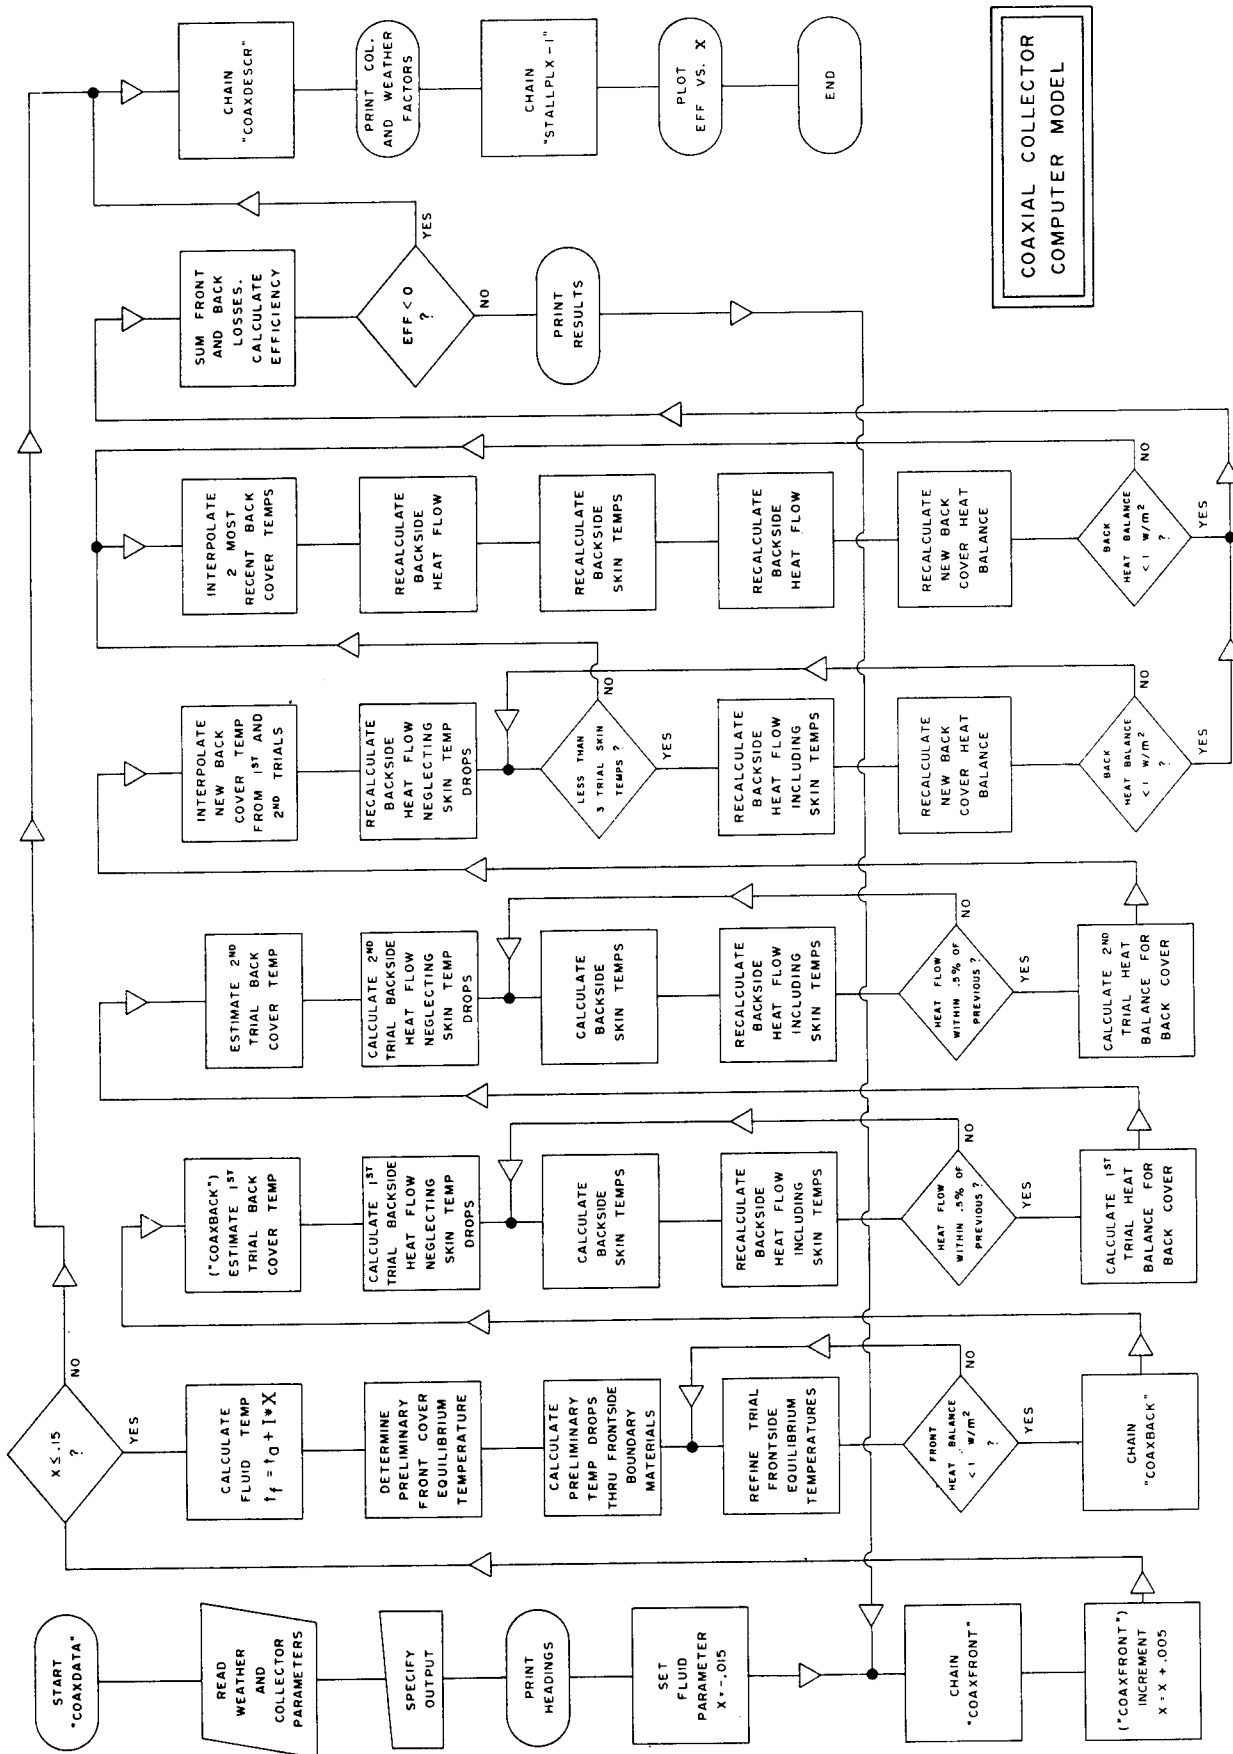 START
"COAXDATA"
READ
WEATHER
AND
COLLECTOR
PARAMETERS
SPECIFY
OUTPUT
PRINT
HEADINGS
SET
FLUID
PARAMETER
X=-.015
CHAIN
"COAXFRONT"
("COAXFRONT")
INCREMENT
X = X + .005
X ≤ .15
?
NO
YES
CALCULATE
FLUID TEMP
tf = ta + I*X
DETERMINE
PRELIMINARY
FRONT COVER
EQUILIBRIUM
TEMPERATURE
CALCULATE
PRELIMINARY
TEMP DROPS
THRU FRONTSIDE
BOUNDARY
MATERIALS
REFINE TRIAL
FRONTSIDE
EQUILIBRIUM
TEMPERATURES
FRONT
HEAT BALANCE
< 1 W/m²
?
NO
YES
CHAIN
"COAXBACK"
("COAXBACK")
ESTIMATE 1ST
TRIAL BACK
COVER TEMP
CALCULATE 1ST
TRIAL BACKSIDE
HEAT FLOW
NEGLECTING
SKIN TEMP
DROPS
CALCULATE
BACKSIDE
SKIN TEMPS
RECALCULATE
BACKSIDE
HEAT FLOW
INCLUDING
SKIN TEMPS
HEAT FLOW
WITHIN .5% OF
PREVIOUS ?
NO
YES
CALCULATE 1ST
TRIAL HEAT
BALANCE FOR
BACK COVER
ESTIMATE 2ND
TRIAL BACK
COVER TEMP
CALCULATE 2ND
TRIAL BACKSIDE
HEAT FLOW
NEGLECTING
SKIN TEMP
DROPS
CALCULATE
BACKSIDE
SKIN TEMPS
RECALCULATE
BACKSIDE
HEAT FLOW
INCLUDING
SKIN TEMPS
HEAT FLOW
WITHIN .5% OF
PREVIOUS ?
NO
YES
CALCULATE 2ND
TRIAL HEAT
BALANCE FOR
BACK COVER
INTERPOLATE
NEW BACK
COVER TEMP
FROM 1ST AND
2ND TRIALS
RECALCULATE
BACKSIDE
HEAT FLOW
NEGLECTING
SKIN TEMP
DROPS
LESS THAN
3 TRIAL SKIN
TEMPS ?
NO
YES
RECALCULATE
BACKSIDE
HEAT FLOW
INCLUDING
SKIN TEMPS
RECALCULATE
NEW BACK
COVER HEAT
BALANCE
BACK
HEAT BALANCE
< 1 W/m²
?
NO
YES
INTERPOLATE
2 MOST
RECENT BACK
COVER TEMPS
RECALCULATE
BACKSIDE
HEAT FLOW
RECALCULATE
BACKSIDE
SKIN TEMPS
RECALCULATE
BACKSIDE
HEAT FLOW
RECALCULATE
NEW BACK
COVER HEAT
BALANCE
BACK
HEAT BALANCE
< 1 W/m²
?
NO
YES
SUM FRONT
AND BACK
LOSSES.
CALCULATE
EFFICIENCY
EFF < 0
?
YES
NO
PRINT
RESULTS
CHAIN
"COAXDESCR"
PRINT COL.
AND WEATHER
FACTORS
CHAIN
"STALLPLX-1"
PLOT
EFF VS. X
END
COAXIAL COLLECTOR
COMPUTER MODEL